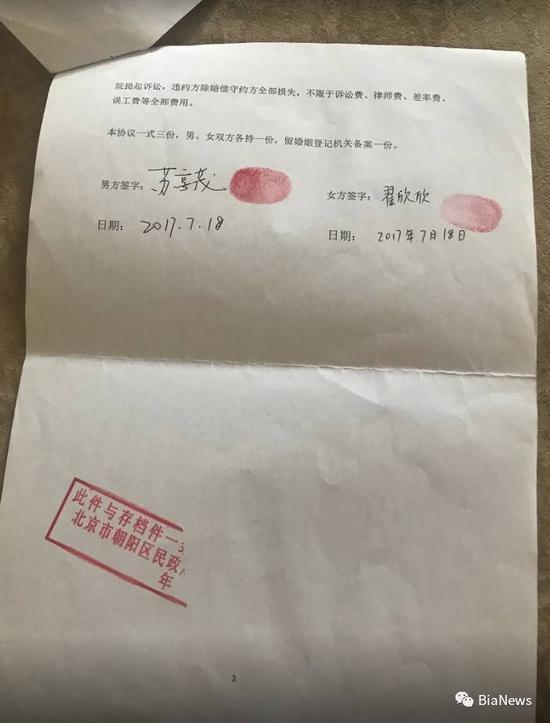 院提起诉讼，违约方除赔偿守约方全部损失，不限于诉讼费、律师费、差率费、
误工费等全部费用。
本协议一式三份，男、女双方各持一份，留婚姻登记机关备案一份。
男方签字：苏享茂
女方签字：翟欣欣
日期：2017.7.18
日期：2017年7月18日
此件与存档件一
北京市朝阳区民政
年
2
BiaNews